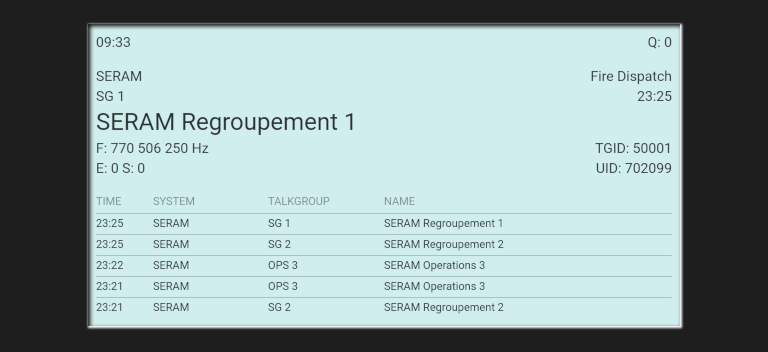 09:33 Q: 0
SERAM Fire Dispatch
SG 1 23:25
SERAM Regroupement 1
F: 770 506 250 Hz TGID: 50001
E: 0 S: 0 UID: 702099
TIME SYSTEM TALKGROUP NAME
23:25 SERAM SG 1 SERAM Regroupement 1
23:25 SERAM SG 2 SERAM Regroupement 2
23:22 SERAM OPS 3 SERAM Operations 3
23:21 SERAM OPS 3 SERAM Operations 3
23:21 SERAM SG 2 SERAM Regroupement 2